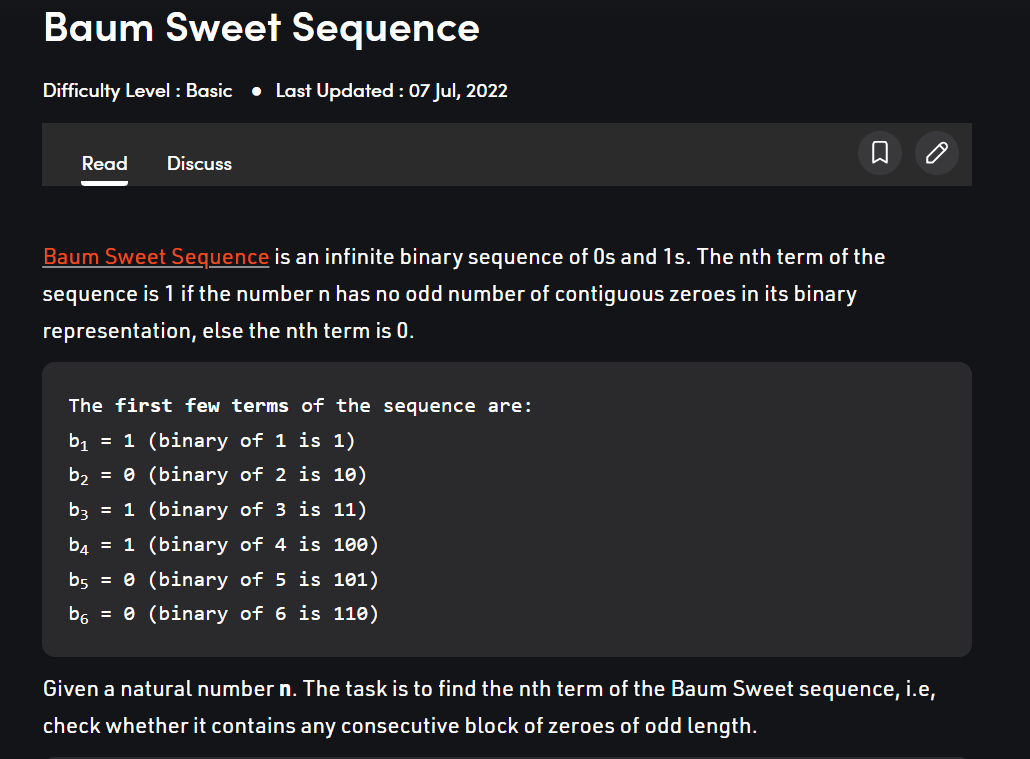 Baum Sweet Sequence
Difficulty Level : Basic ● Last Updated : 07 Jul, 2022
Read Discuss
Baum Sweet Sequence is an infinite binary sequence of 0s and 1s. The nth term of the
sequence is 1 if the number n has no odd number of contiguous zeroes in its binary
representation, else the nth term is 0.
The first few terms of the sequence are:
b₁ = 1 (binary of 1 is 1)
b₂ = 0 (binary of 2 is 10)
b₃ = 1 (binary of 3 is 11)
b₄ = 1 (binary of 4 is 100)
b₅ = 0 (binary of 5 is 101)
b₆ = 0 (binary of 6 is 110)
Given a natural number n. The task is to find the nth term of the Baum Sweet sequence, i.e,
check whether it contains any consecutive block of zeroes of odd length.